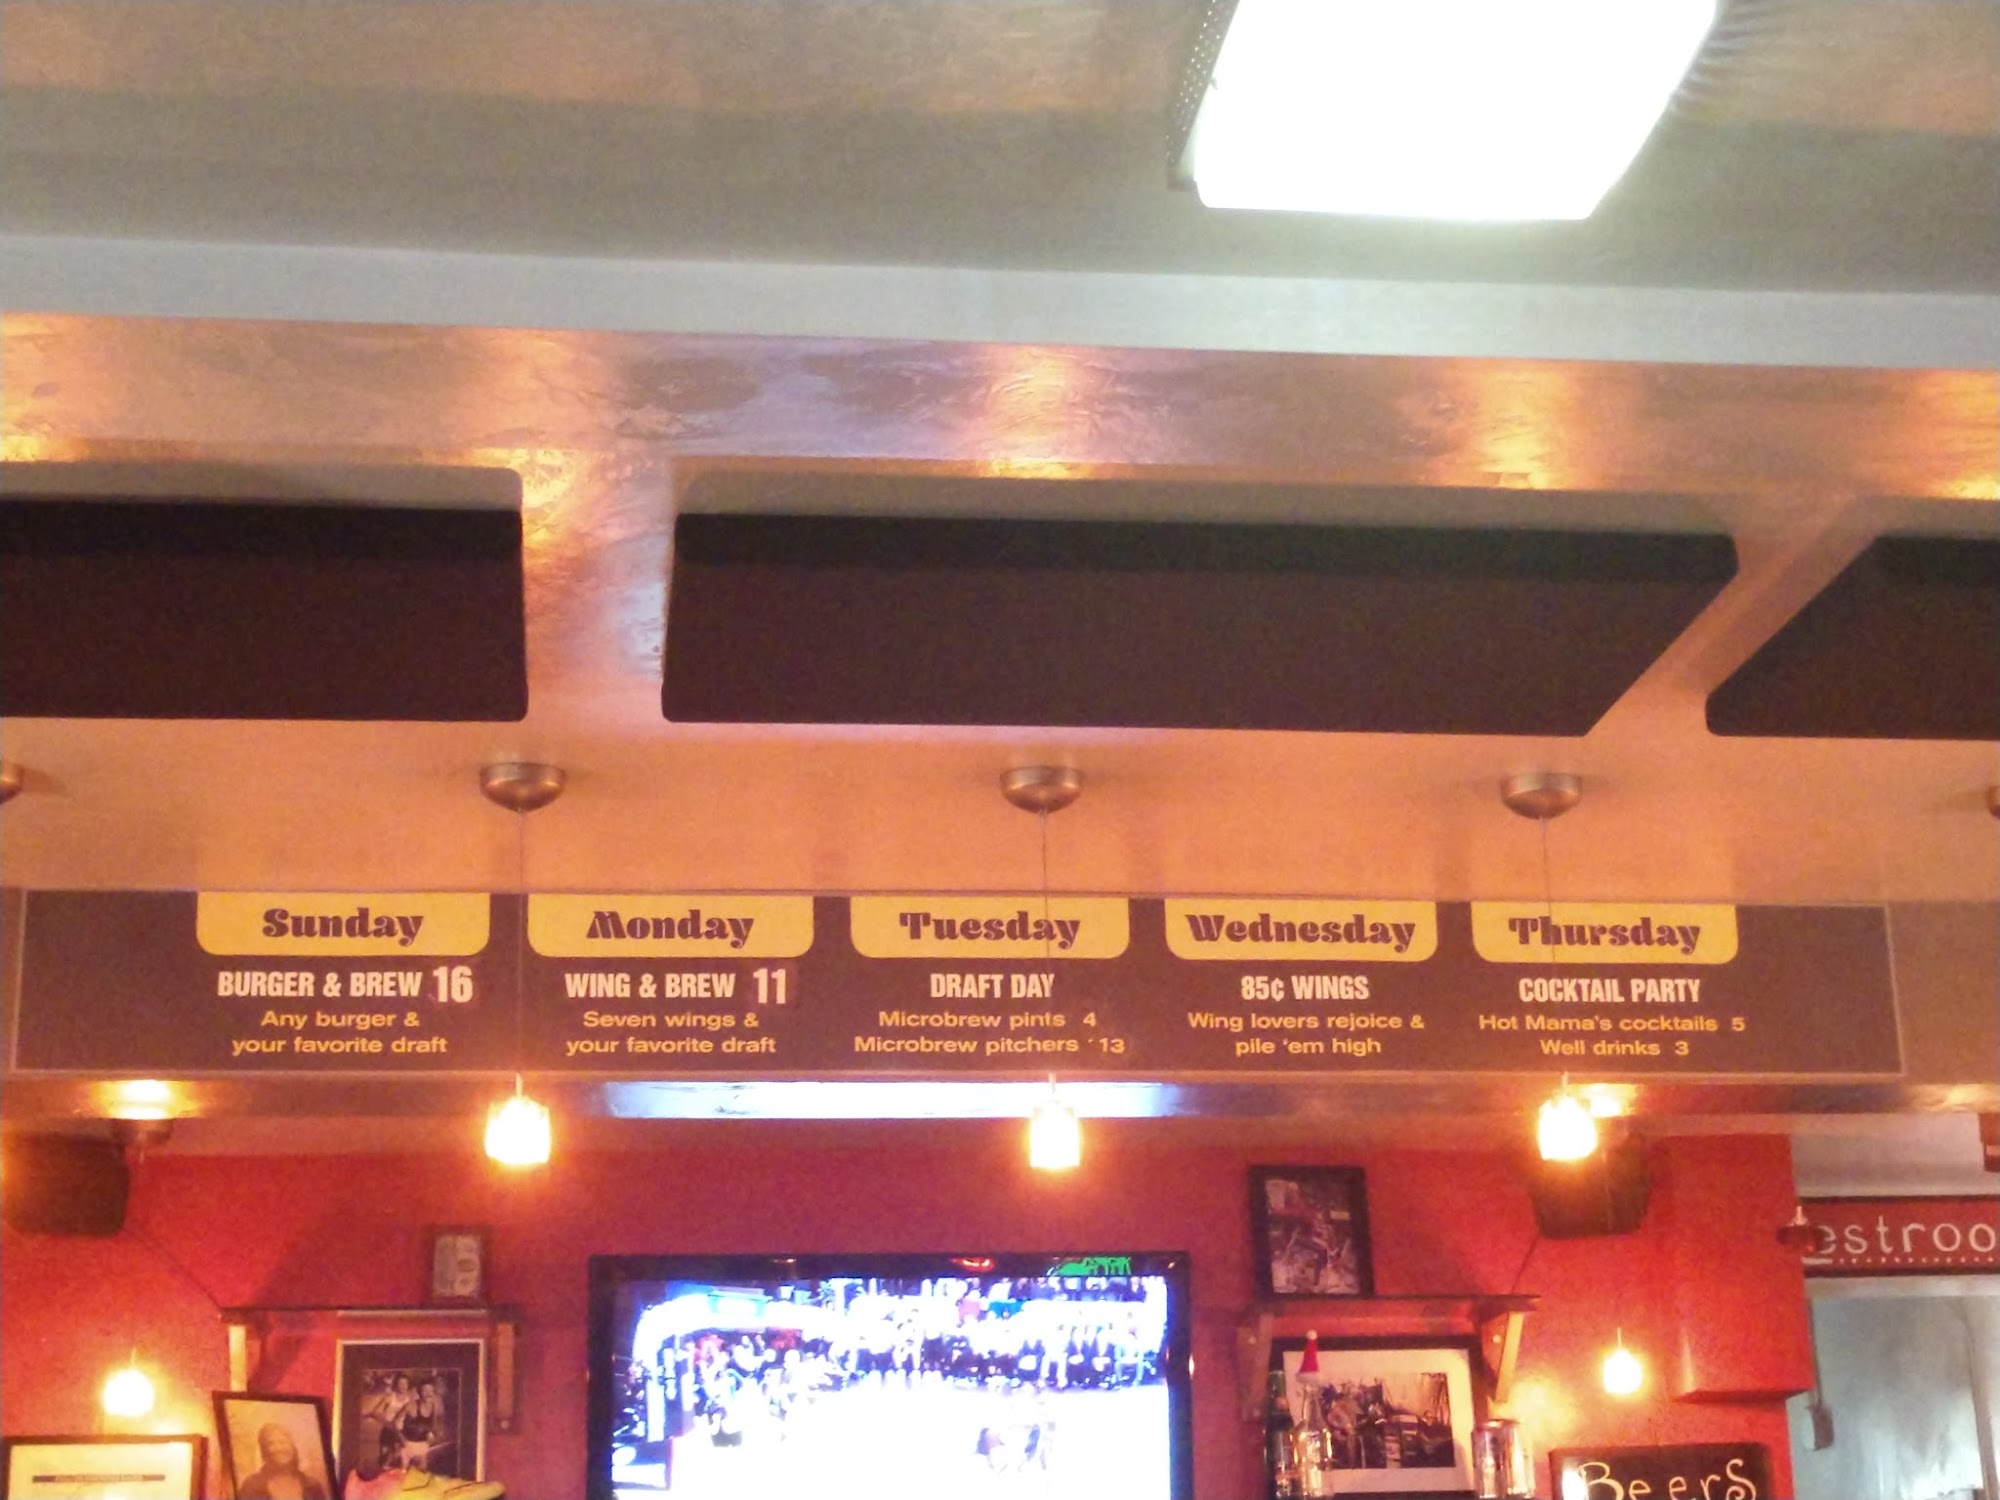 Sunday
BURGER & BREW 16
Any burger &
your favorite draft
Monday
WING & BREW 11
Seven wings &
your favorite draft
Tuesday
DRAFT DAY
Microbrew pints 4
Microbrew pitchers 13
Wednesday
85¢ WINGS
Wing lovers rejoice &
pile 'em high
Thursday
COCKTAIL PARTY
Hot Mama's cocktails 5
Well drinks 3
estroo
Beers